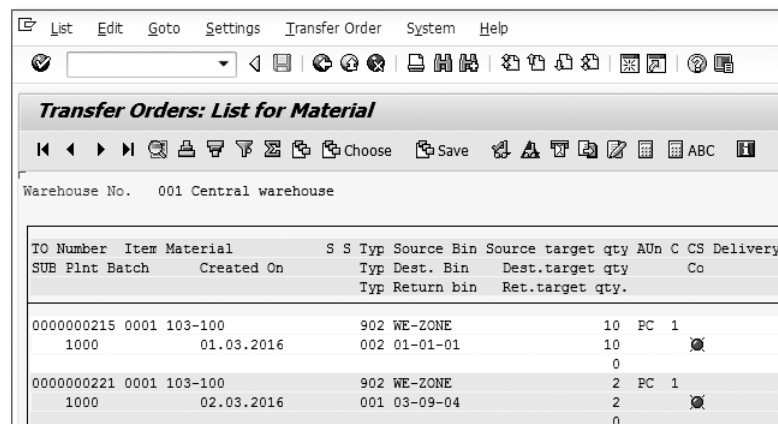 List Edit Goto Settings Transfer Order System Help
Transfer Orders: List for Material
Choose Save ABC
Warehouse No. 001 Central warehouse
TO Number Item Material S S Typ Source Bin Source target qty AUn C CS Delivery
SUB Plnt Batch Created On Typ Dest. Bin Dest.target qty Co
Typ Return bin Ret.target qty.
0000000215 0001 103-100 902 WE-ZONE 10 PC 1
1000 01.03.2016 002 01-01-01 10
0
0000000221 0001 103-100 902 WE-ZONE 2 PC 1
1000 02.03.2016 001 03-09-04 2
0